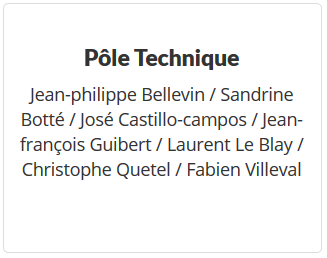 Pôle Technique
Jean-philippe Bellevin / Sandrine
Botté / José Castillo-campos / Jean-
françois Guibert / Laurent Le Blay /
Christophe Quetel / Fabien Villeval